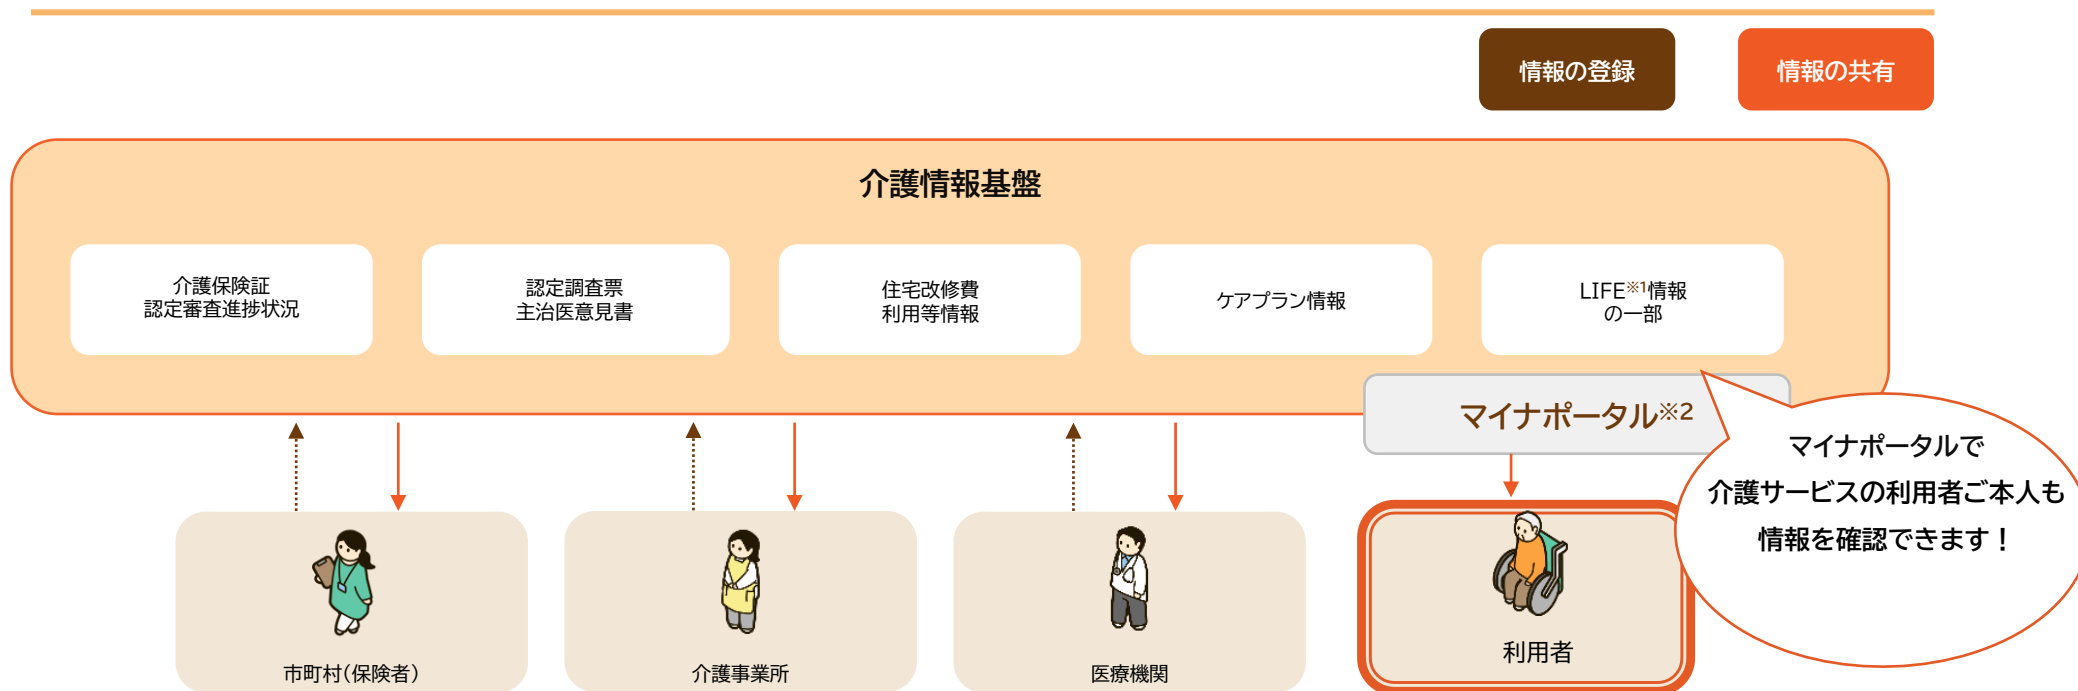 情報の登録
情報の共有
介護情報基盤
介護保険証
認定審査進捗状況
認定調査票
主治医意見書
住宅改修費
利用等情報
ケアプラン情報
LIFE※1情報
の一部
マイナポータル※2
マイナポータルで
介護サービスの利用者ご本人も
情報を確認できます！
市町村(保険者)
介護事業所
医療機関
利用者